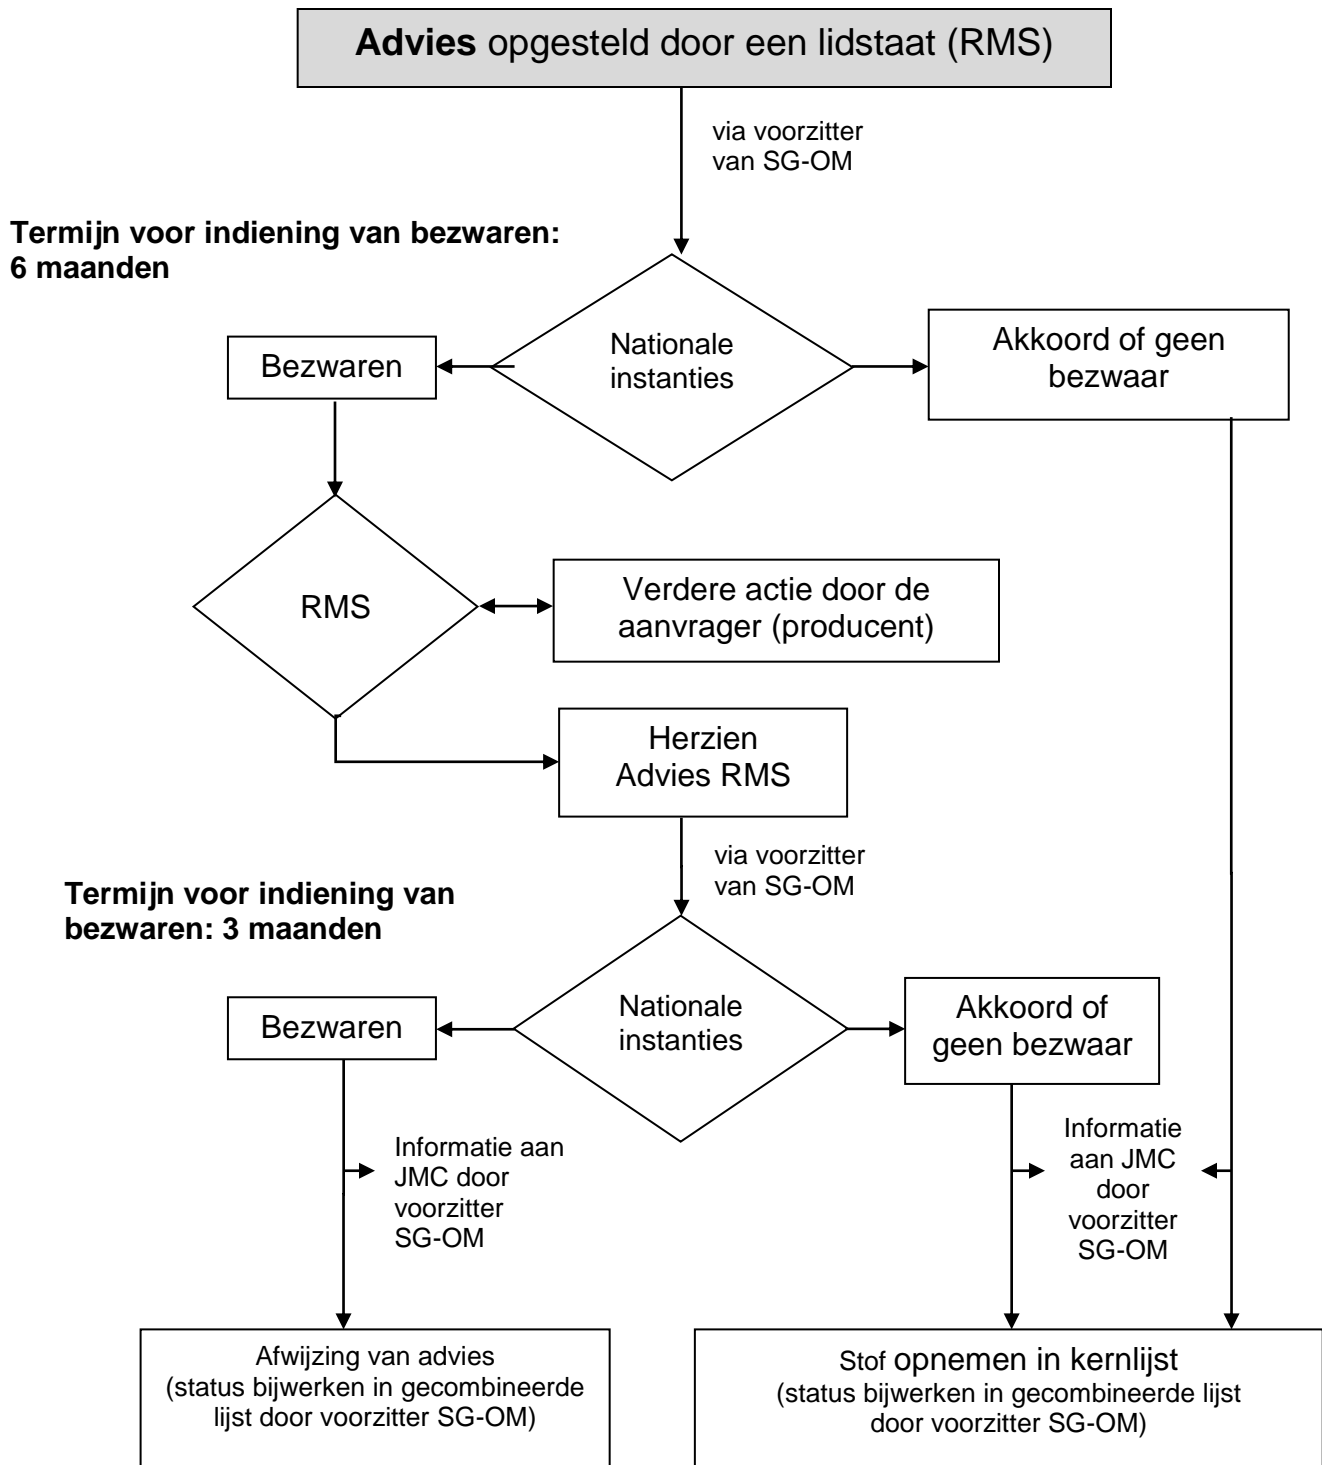 Advies opgesteld door een lidstaat (RMS)
via voorzitter
van SG-OM
Termijn voor indiening van bezwaren:
6 maanden
Bezwaren
Nationale
instanties
Akkoord of geen
bezwaar
RMS
Verdere actie door de
aanvrager (producent)
Herzien
Advies RMS
via voorzitter
van SG-OM
Termijn voor indiening van
bezwaren: 3 maanden
Bezwaren
Nationale
instanties
Akkoord of
geen bezwaar
Informatie aan
JMC door
voorzitter
SG-OM
Informatie
aan JMC
door
voorzitter
SG-OM
Afwijzing van advies
(status bijwerken in gecombineerde
lijst door voorzitter SG-OM)
Stof opnemen in kernlijst
(status bijwerken in gecombineerde lijst
door voorzitter SG-OM)